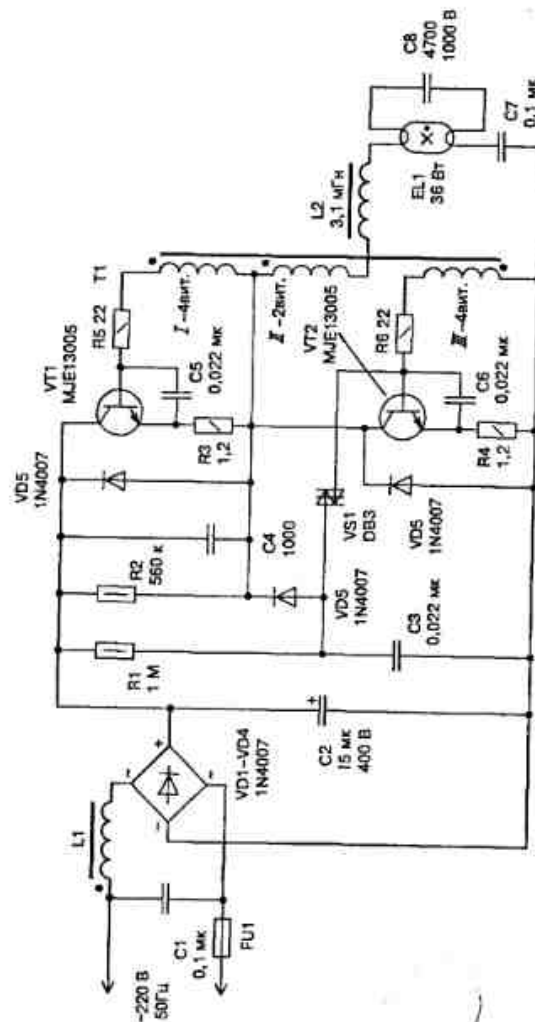 ~220 В
50Гц
C1
0,1 мк
FU1
L1
VD1-VD4
1N4007
C2
15 мк
400 В
R1
1 М
R2
560 к
C3
0,022 мк
VD5
1N4007
C4
1000
VD5
1N4007
VS1
DB3
VD5
1N4007
VT1
MJE13005
R3
1,2
C5
0,022 мк
R5 22
T1
I-4вит.
II-2вит.
VT2
MJE13005
R6 22
III-4вит.
R4
1,2
C6
0,022 мк
L2
3,1 мГн
EL1
36 Вт
C8
4700
1000 В
C7
0,1 мк